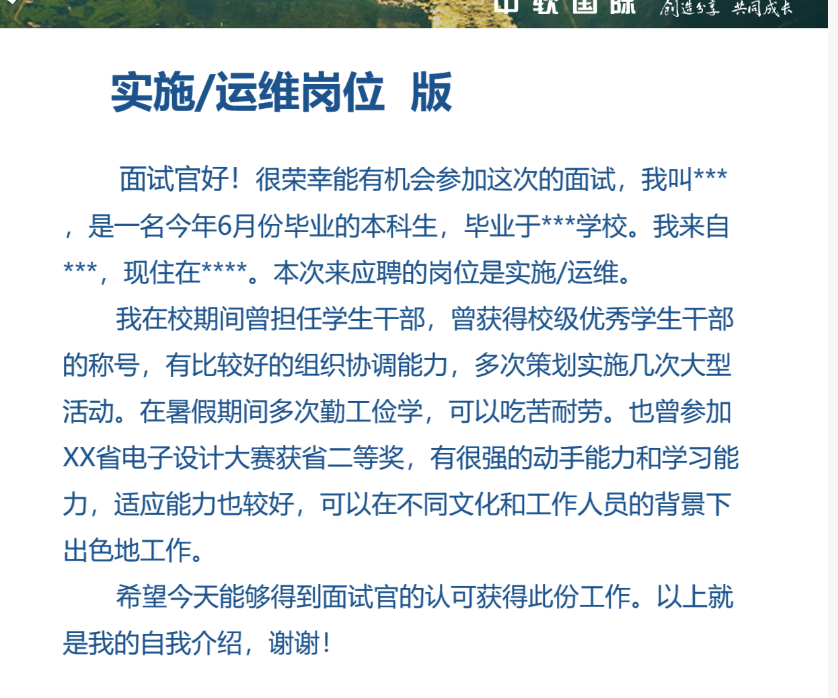 中软国际 创造分享 共同成长
实施/运维岗位 版
面试官好！很荣幸能有机会参加这次的面试，我叫***
，是一名今年6月份毕业的本科生，毕业于***学校。我来自
***，现住在****。本次来应聘的岗位是实施/运维。
我在校期间曾担任学生干部，曾获得校级优秀学生干部
的称号，有比较好的组织协调能力，多次策划实施几次大型
活动。在暑假期间多次勤工俭学，可以吃苦耐劳。也曾参加
XX省电子设计大赛获省二等奖，有很强的动手能力和学习能
力，适应能力也较好，可以在不同文化和工作人员的背景下
出色地工作。
希望今天能够得到面试官的认可获得此份工作。以上就
是我的自我介绍，谢谢！